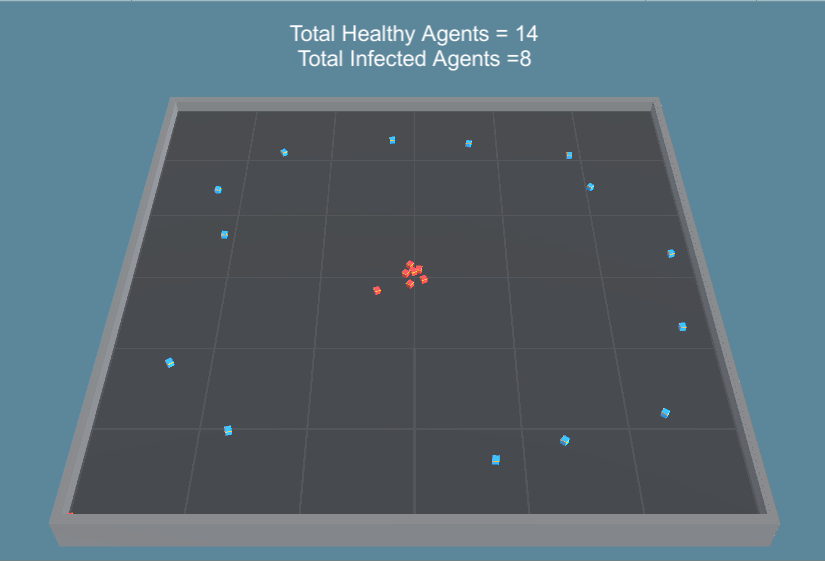 Total Healthy Agents = 14
Total Infected Agents =8